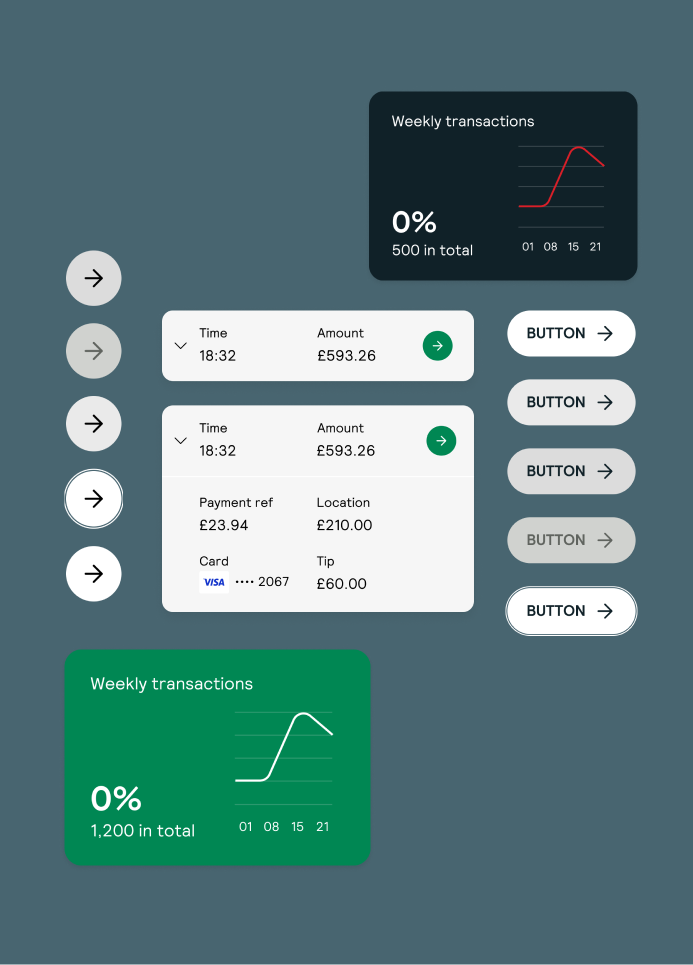 Weekly transactions
0%
500 in total
01 08 15 21
Time Amount
18:32 £593.26
Time Amount
18:32 £593.26
Payment ref Location
£23.94 £210.00
Card Tip
VISA •••• 2067 £60.00
BUTTON
BUTTON
BUTTON
BUTTON
BUTTON
Weekly transactions
0%
1,200 in total
01 08 15 21